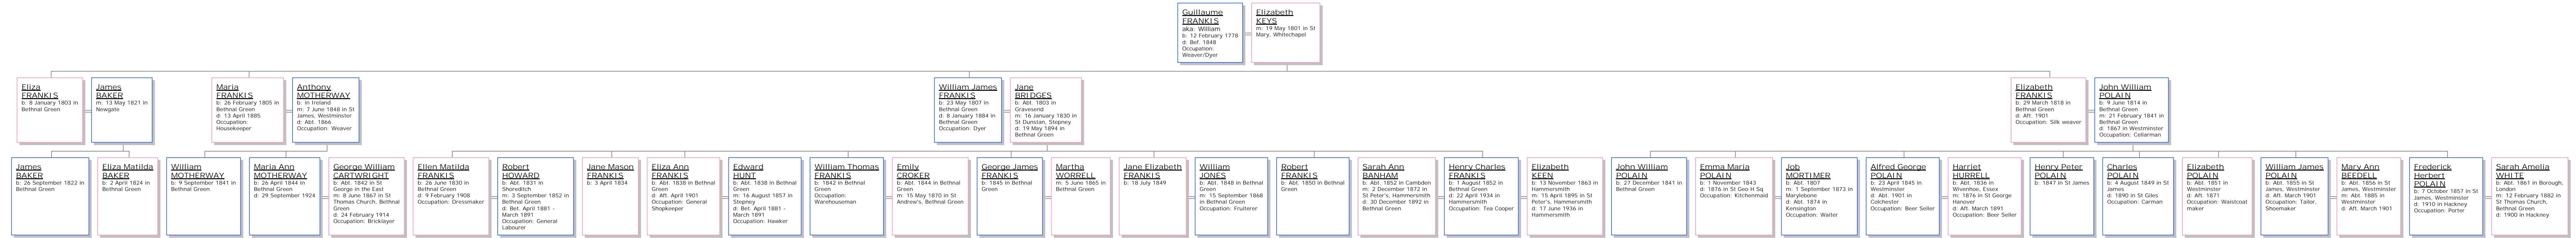 Guillaume
FRANKIS
aka: William
b: 12 February 1778
d: Bef. 1848
Occupation:
Weaver/Dyer
Elizabeth
KEYS
m: 19 May 1801 in St
Mary, Whitechapel
Eliza
FRANKIS
b: 8 January 1803 in
Bethnal Green
James
BAKER
m: 13 May 1821 in
Newgate
Maria
FRANKIS
b: 26 February 1805 in
Bethnal Green
d: 13 April 1885
Occupation:
Housekeeper
Anthony
MOTHERWAY
b: in Ireland
m: 7 June 1848 in St
James, Westminster
d: Abt. 1866
Occupation: Weaver
William James
FRANKIS
b: 23 May 1807 in
Bethnal Green
d: 8 January 1884 in
Bethnal Green
Occupation: Dyer
Jane
BRIDGES
b: Abt. 1803 in
Gravesend
m: 16 January 1830 in
St Dunstan, Stepney
d: 19 May 1894 in
Bethnal Green
Elizabeth
FRANKIS
b: 29 March 1818 in
Bethnal Green
d: Aft. 1901
Occupation: Silk weaver
John William
POLAIN
b: 9 June 1814 in
Bethnal Green
m: 21 February 1841 in
Bethnal Green
d: 1867 in Westminster
Occupation: Cellarman
James
BAKER
b: 26 September 1822 in
Bethnal Green
Eliza Matilda
BAKER
b: 2 April 1824 in
Bethnal Green
William
MOTHERWAY
b: 9 September 1841 in
Bethnal Green
Maria Ann
MOTHERWAY
b: 26 April 1844 in
Bethnal Green
d: 29 September 1924
George William
CARTWRIGHT
b: Abt. 1842 in St
George in the East
m: 8 June 1867 in St
Thomas Church, Bethnal
Green
d: 24 February 1914
Occupation: Bricklayer
Ellen Matilda
FRANKIS
b: 26 June 1830 in
Bethnal Green
d: 9 February 1908
Occupation: Dressmaker
Robert
HOWARD
b: Abt. 1831 in
Shoreditch
m: 3 September 1852 in
Bethnal Green
d: Bet. April 1881 -
March 1891
Occupation: General
Labourer
Jane Mason
FRANKIS
b: 3 April 1834
Eliza Ann
FRANKIS
b: Abt. 1838 in Bethnal
Green
d: Aft. April 1901
Occupation: General
Shopkeeper
Edward
HUNT
b: Abt. 1838 in Bethnal
Green
m: 16 August 1857 in
Stepney
d: Bet. April 1881 -
March 1891
Occupation: Hawker
William Thomas
FRANKIS
b: 1842 in Bethnal
Green
Occupation:
Warehouseman
Emily
CROKER
b: Abt. 1844 in Bethnal
Green
m: 15 May 1870 in St
Andrew's, Bethnal Green
George James
FRANKIS
b: 1845 in Bethnal
Green
Martha
WORRELL
m: 5 June 1865 in
Bethnal Green
Jane Elizabeth
FRANKIS
b: 18 July 1849
William
JONES
b: Abt. 1848 in Bethnal
Green
m: 15 September 1868
in Bethnal Green
Occupation: Fruiterer
Robert
FRANKIS
b: Abt. 1850 in Bethnal
Green
Sarah Ann
BANHAM
b: Abt. 1852 in Camden
m: 2 December 1872 in
St Peter's, Hammersmith
d: 30 December 1892 in
Bethnal Green
Henry Charles
FRANKIS
b: 1 August 1852 in
Bethnal Green
d: 22 April 1934 in
Hammersmith
Occupation: Tea Cooper
Elizabeth
KEEN
b: 13 November 1863 in
Hammersmith
m: 15 April 1895 in St
Peter's, Hammersmith
d: 17 June 1936 in
Hammersmith
John William
POLAIN
b: 27 December 1841 in
Bethnal Green
Emma Maria
POLAIN
b: 1 November 1843
d: 1876 in St Geo H Sq
Occupation: Kitchenmaid
Job
MORTIMER
b: Abt. 1807
m: 1 September 1873 in
Marylebone
d: Abt. 1874 in
Kensington
Occupation: Waiter
Alfred George
POLAIN
b: 23 April 1845 in
Westminster
d: Aft. 1901 in
Colchester
Occupation: Beer Seller
Harriet
HURRELL
b: Abt. 1836 in
Bumpas, Essex
m: 1876 in St George
Hanover
d: Aft. March 1891
Occupation: Beer Seller
Henry Peter
POLAIN
b: 1847 in St James
Charles
POLAIN
b: 4 August 1849 in St
James
d: 1890 in St Giles
Occupation: Carman
Elizabeth
POLAIN
b: Abt. 1851 in
Westminster
d: Aft. 1871
Occupation: Waistcoat
maker
William James
POLAIN
b: Abt. 1855 in St
James, Westminster
d: Aft. March 1901
Occupation: Tailor,
Shoemaker
Mary Ann
BEEDELL
b: Abt. 1856 in St
James, Westminster
m: Abt. 1885 in
Westminster
d: Aft. March 1901
Frederick
Herbert
POLAIN
b: 7 October 1857 in St
James, Westminster
d: 1910 in Hackney
Occupation: Porter
Sarah Amelia
WHITE
b: Abt. 1861 in Borough,
London
m: 12 February 1882 in
St Thomas Church,
Bethnal Green
d: 1900 in Hackney